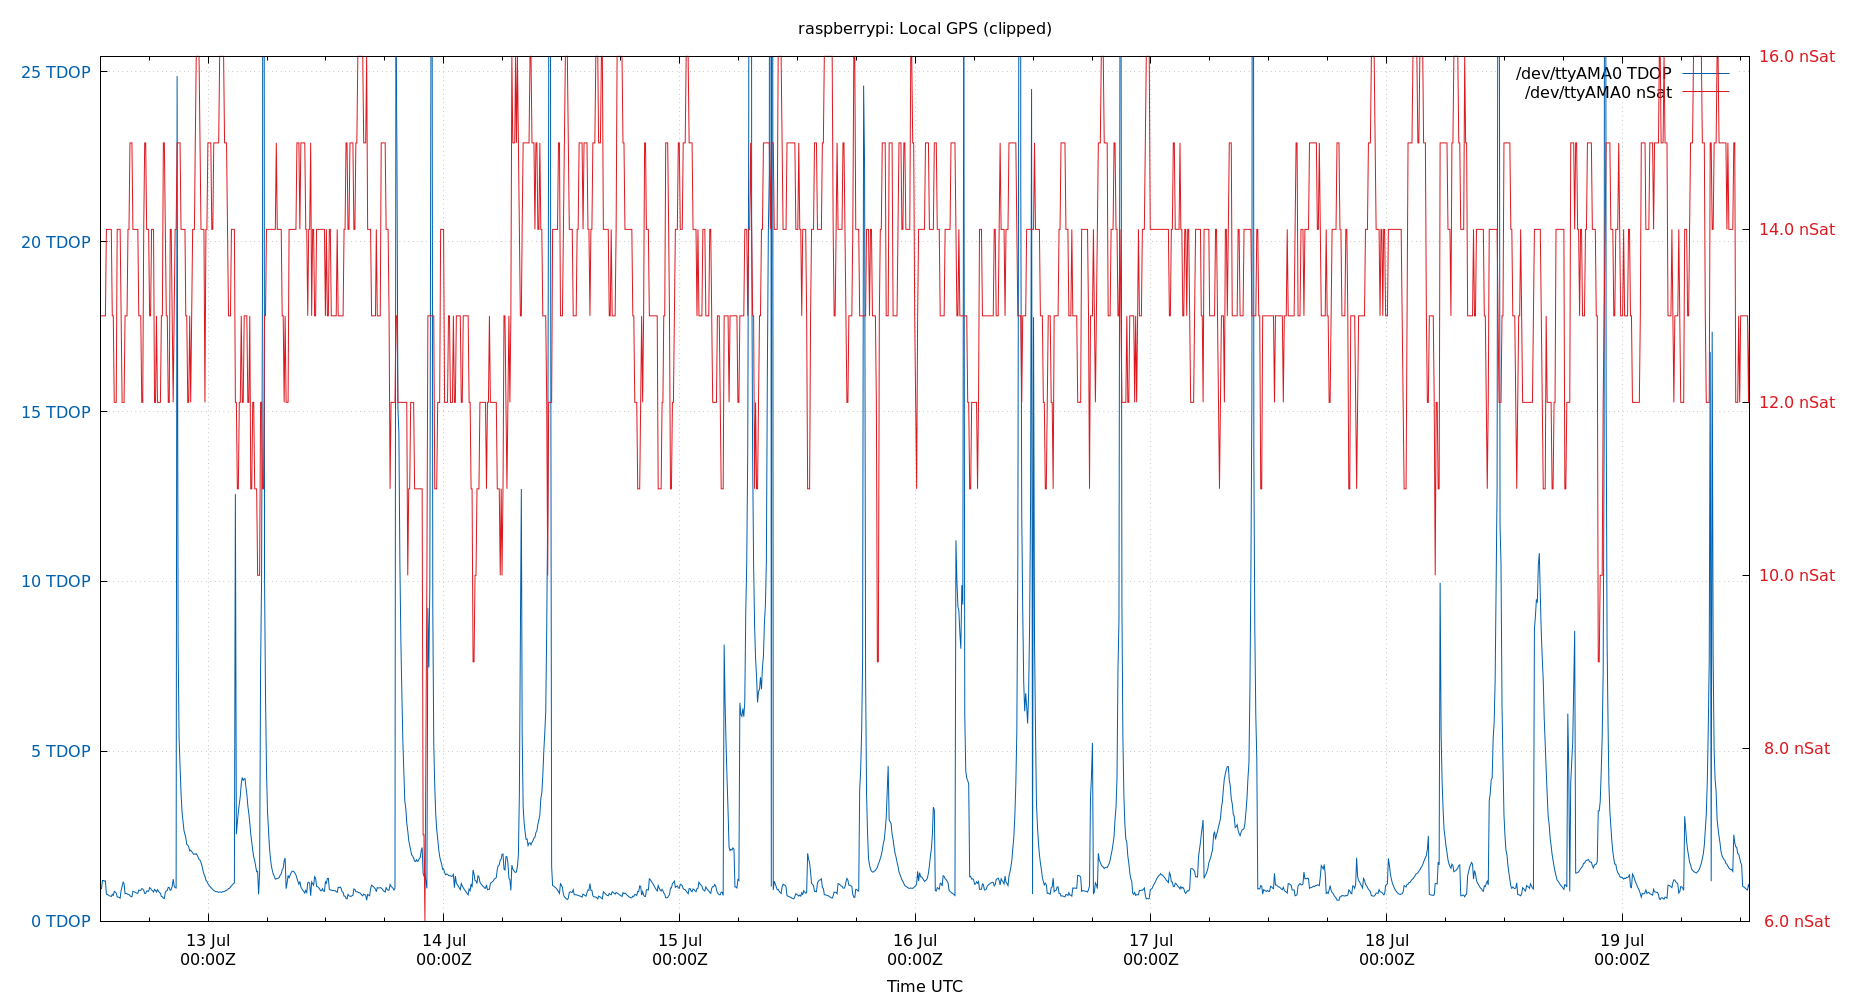 raspberrypi: Local GPS (clipped)
25 TDOP
20 TDOP
15 TDOP
10 TDOP
5 TDOP
0 TDOP
16.0 nSat
14.0 nSat
12.0 nSat
10.0 nSat
8.0 nSat
6.0 nSat
/dev/ttyAMA0 TDOP
/dev/ttyAMA0 nSat
13 Jul
00:00Z
14 Jul
00:00Z
15 Jul
00:00Z
16 Jul
00:00Z
17 Jul
00:00Z
18 Jul
00:00Z
19 Jul
00:00Z
Time UTC